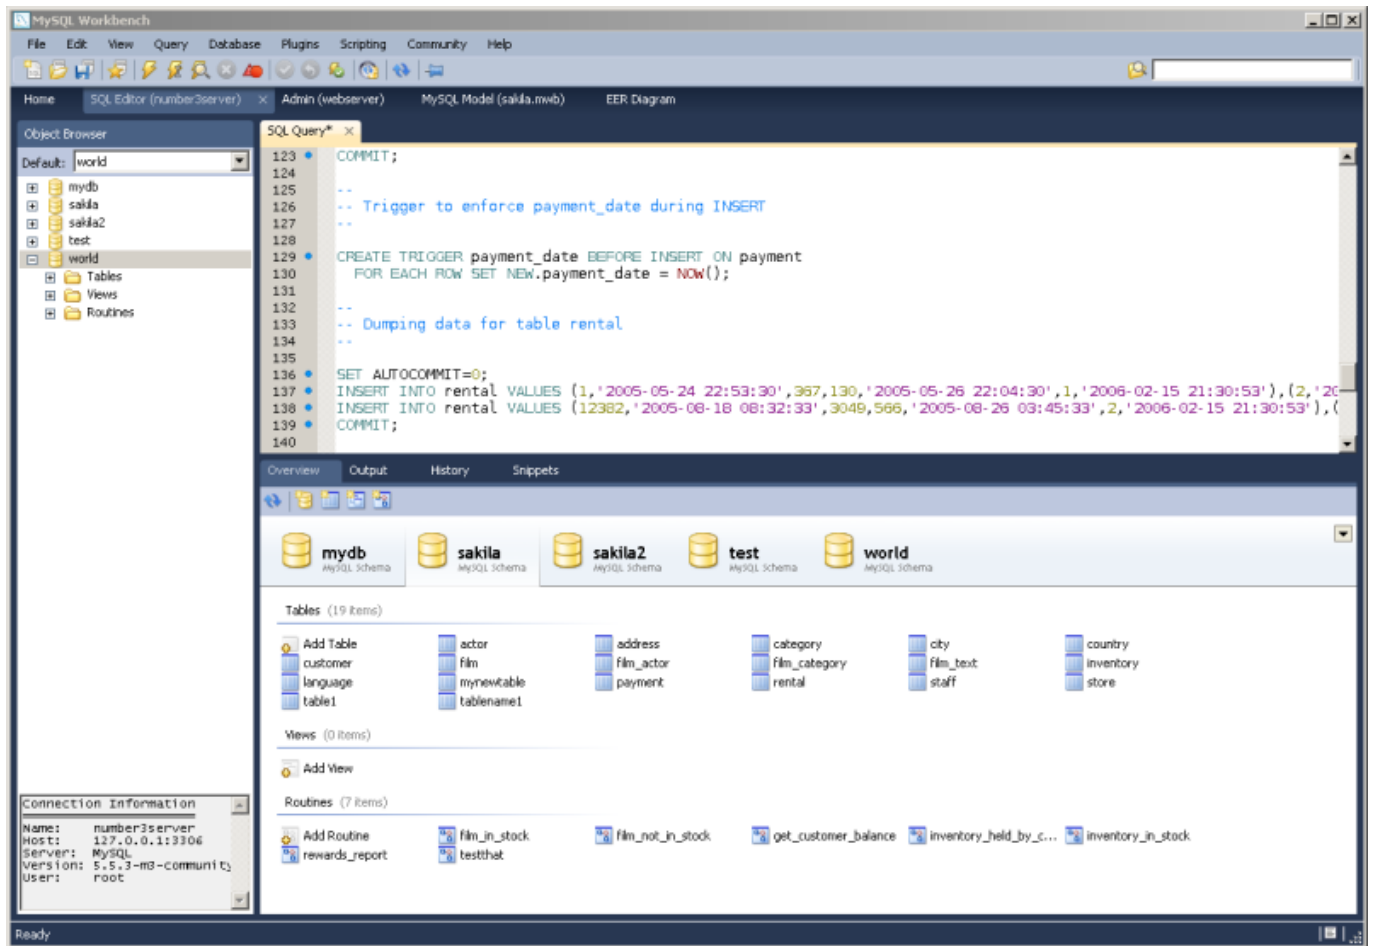 MySQL Workbench
File Edit View Query Database Plugins Scripting Community Help
Home SQL Editor (number3server) Admin (webserver) MySQL Model (sakila.mwb) EER Diagram
Object Browser
Default: world
mydb
sakila
sakila2
test
world
Tables
Views
Routines
SQL Query*
123 COMMIT;
124
125 --
126 -- Trigger to enforce payment_date during INSERT
127 --
128
129 CREATE TRIGGER payment_date BEFORE INSERT ON payment
130 FOR EACH ROW SET NEW.payment_date = NOW();
131
132 --
133 -- Dumping data for table rental
134 --
135
136 SET AUTOCOMMIT=0;
137 INSERT INTO rental VALUES (1,'2005-05-24 22:53:30',367,130,'2005-05-26 22:04:30',1,'2006-02-15 21:30:53'),(2,'20
138 INSERT INTO rental VALUES (12382,'2005-08-18 08:32:33',3049,566,'2005-08-26 03:45:33',2,'2006-02-15 21:30:53'),(
139 COMMIT;
140
Overview Output History Snippets
mydb sakila sakila2 test world
MySQL Schema MySQL Schema MySQL Schema MySQL Schema MySQL Schema
Tables (19 items)
Add Table actor address category city country
customer film film_actor film_category film_text inventory
language mynewtable payment rental staff store
table1 tablename1
Views (0 items)
Add View
Routines (7 items)
Add Routine film_in_stock film_not_in_stock get_customer_balance inventory_held_by_c... inventory_in_stock
rewards_report testthat
Connection Information
Name: number3server
Host: 127.0.0.1:3306
Server: MySQL
Version: 5.5.3-m3-community
User: root
Ready